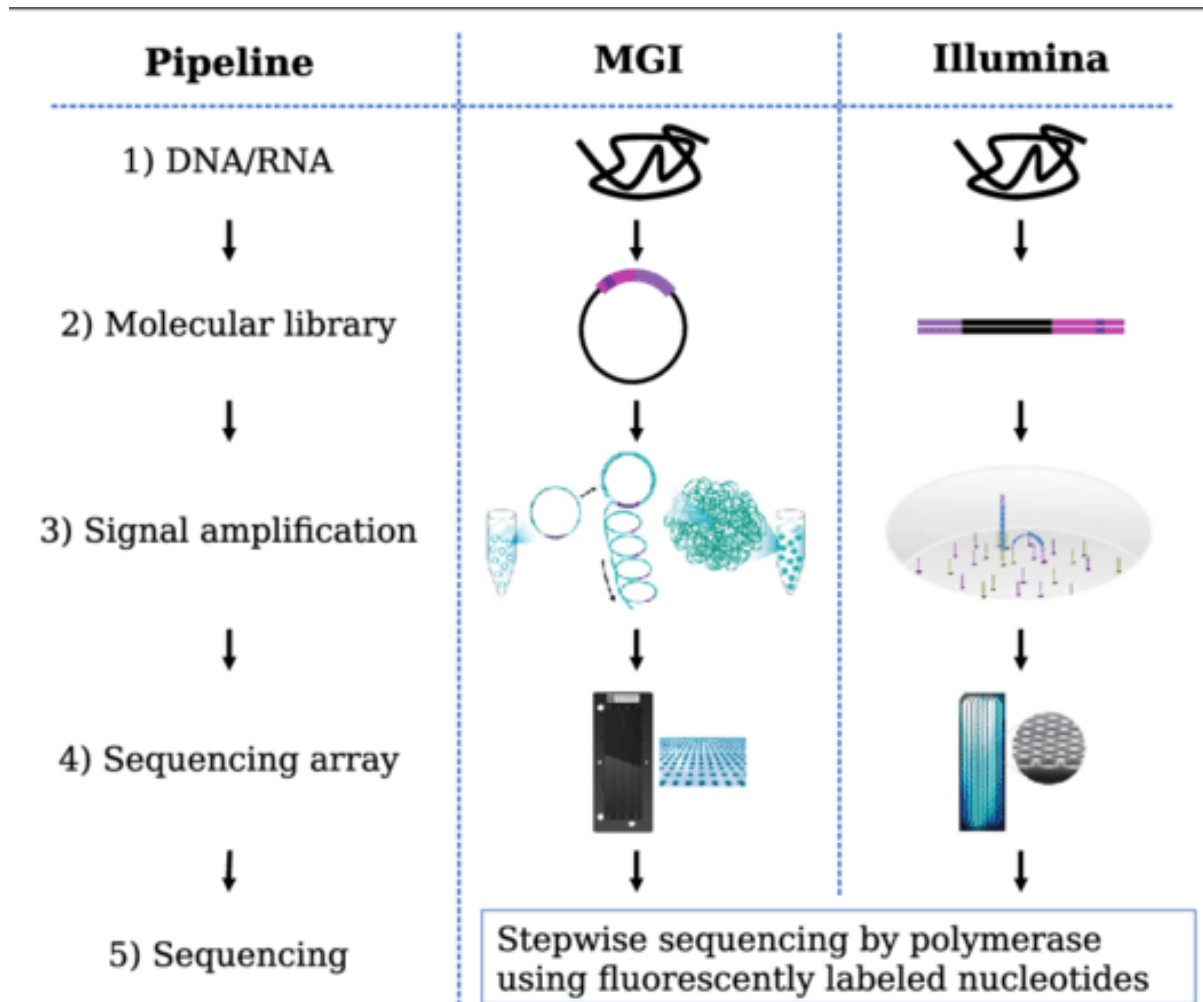 Pipeline
MGI
Illumina
1) DNA/RNA
2) Molecular library
3) Signal amplification
4) Sequencing array
5) Sequencing
Stepwise sequencing by polymerase
using fluorescently labeled nucleotides